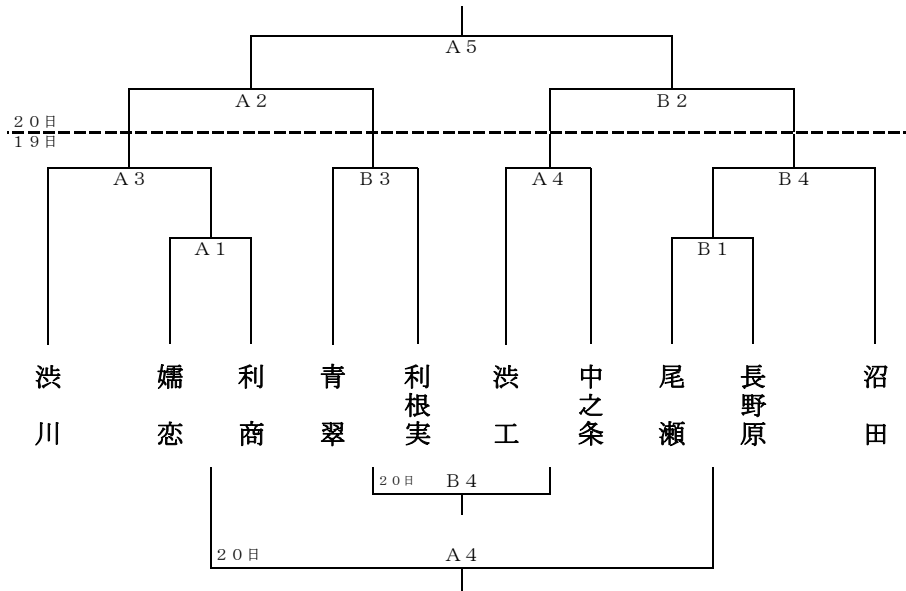 Ａ５
Ａ２
Ｂ２
２０日
１９日
Ａ３
Ｂ３
Ａ４
Ｂ４
Ａ１
Ｂ１
渋川
嬬恋
利商
青翠
利根実
渋工
中之条
尾瀬
長野原
沼田
２０日 Ｂ４
２０日 Ａ４